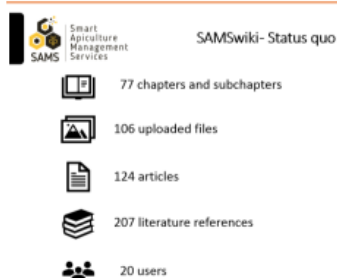 Smart
Apiculture
Management
Services
SAMS
SAMSwiki- Status quo
77 chapters and subchapters
106 uploaded files
124 articles
207 literature references
20 users